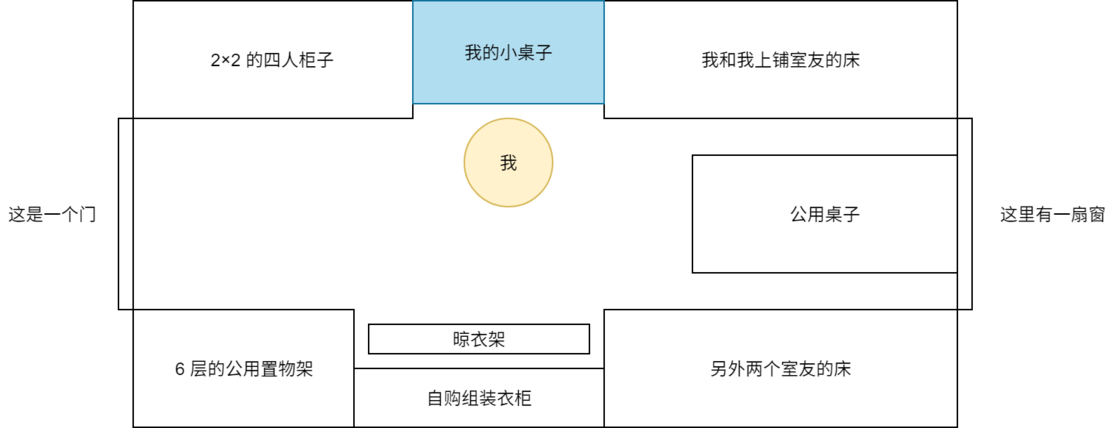 2×2 的四人柜子
我的小桌子
我和我上铺室友的床
我
这是一个门
公用桌子
这里有一扇窗
晾衣架
6 层的公用置物架
自购组装衣柜
另外两个室友的床